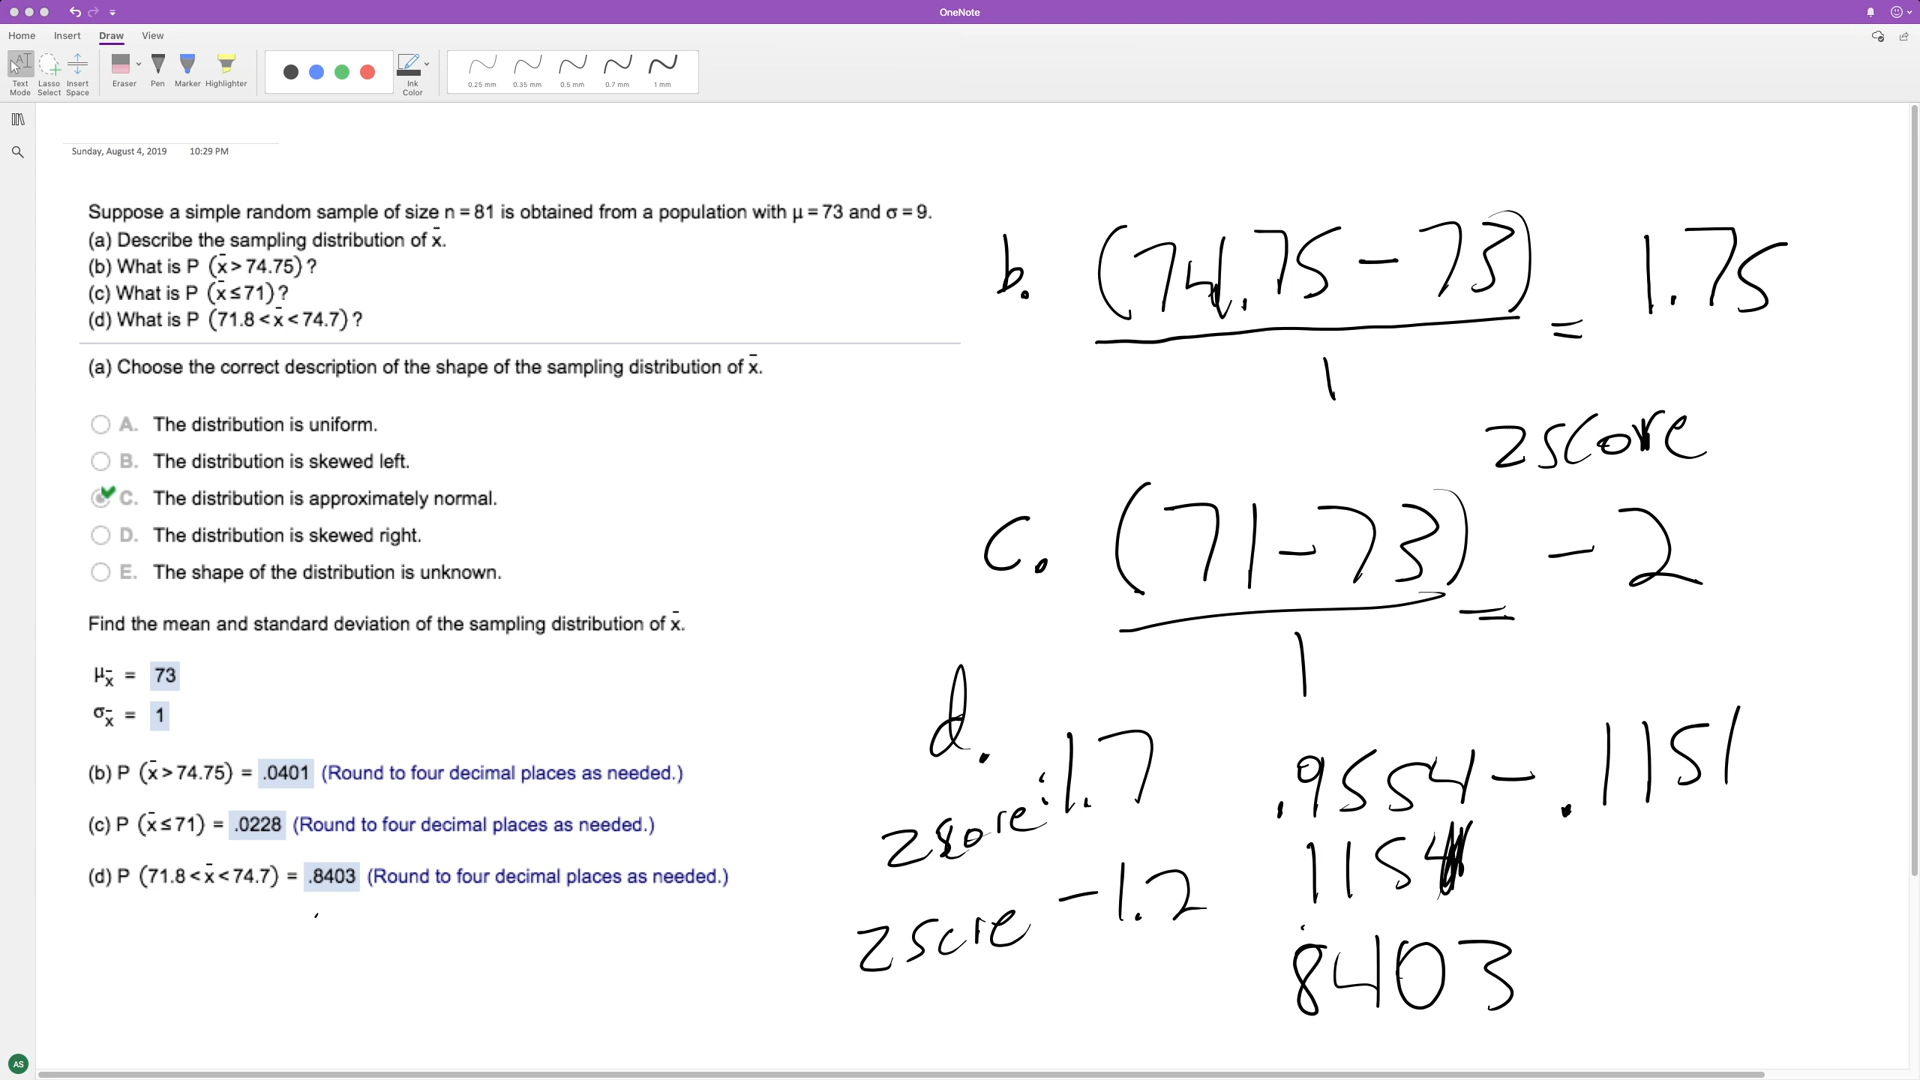 OneNote
Home Insert Draw View
Text Mode Lasso Select Insert Space Eraser Pen Marker Highlighter Ink Color 0.25 mm 0.35 mm 0.5 mm 0.7 mm 1 mm
Sunday, August 4, 2019 10:29 PM
Suppose a simple random sample of size n = 81 is obtained from a population with μ = 73 and σ = 9.
(a) Describe the sampling distribution of x̄.
(b) What is P (x̄ > 74.75) ?
(c) What is P (x̄ ≤ 71) ?
(d) What is P (71.8 < x̄ < 74.7) ?
(a) Choose the correct description of the shape of the sampling distribution of x̄.
A. The distribution is uniform.
B. The distribution is skewed left.
C. The distribution is approximately normal.
D. The distribution is skewed right.
E. The shape of the distribution is unknown.
Find the mean and standard deviation of the sampling distribution of x̄.
μx̄ = 73
σx̄ = 1
(b) P (x̄ > 74.75) = .0401 (Round to four decimal places as needed.)
(c) P (x̄ ≤ 71) = .0228 (Round to four decimal places as needed.)
(d) P (71.8 < x̄ < 74.7) = .8403 (Round to four decimal places as needed.)
b. (74.75 - 73) = 1.75
1
zscore
c. (71 - 73) = -2
1
d.
zscore: 1.7 .9554 - .1151
zscre -1.2
8403
AS